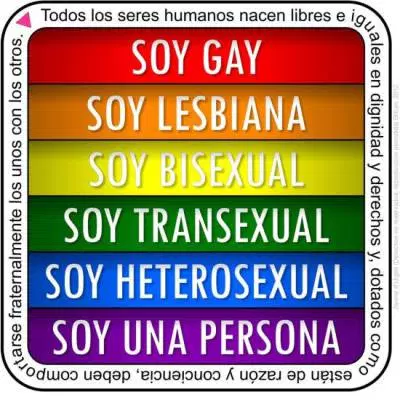 Todos los seres humanos nacen libres e iguales en dignidad y derechos y, dotados como
están de razón y conciencia, deben comportarse fraternalmente los unos con los otros.
SOY GAY
SOY LESBIANA
SOY BISEXUAL
SOY TRANSEXUAL
SOY HETEROSEXUAL
SOY UNA PERSONA